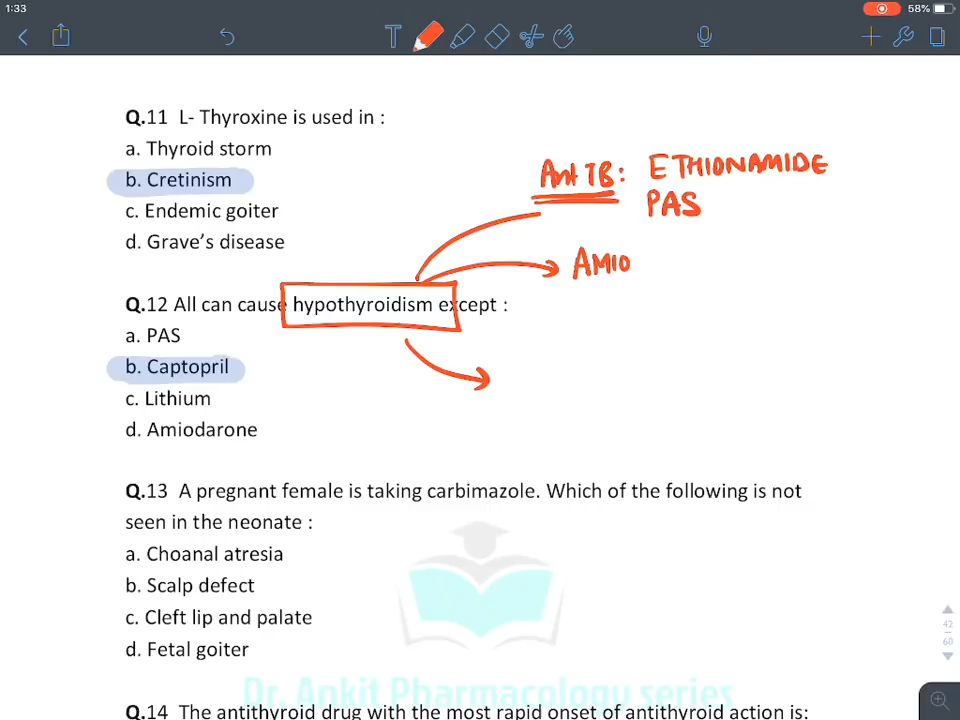 1:33
58%
T
Q.11 L- Thyroxine is used in :
a. Thyroid storm
b. Cretinism
c. Endemic goiter
d. Grave's disease
Ant TB: ETHIONAMIDE
PAS
AMIO
Q.12 All can cause hypothyroidism except :
a. PAS
b. Captopril
c. Lithium
d. Amiodarone
Q.13 A pregnant female is taking carbimazole. Which of the following is not
seen in the neonate :
a. Choanal atresia
b. Scalp defect
c. Cleft lip and palate
d. Fetal goiter
42
60
Dr. Ankit Pharmacology series
Q.14 The antithyroid drug with the most rapid onset of antithyroid action is: